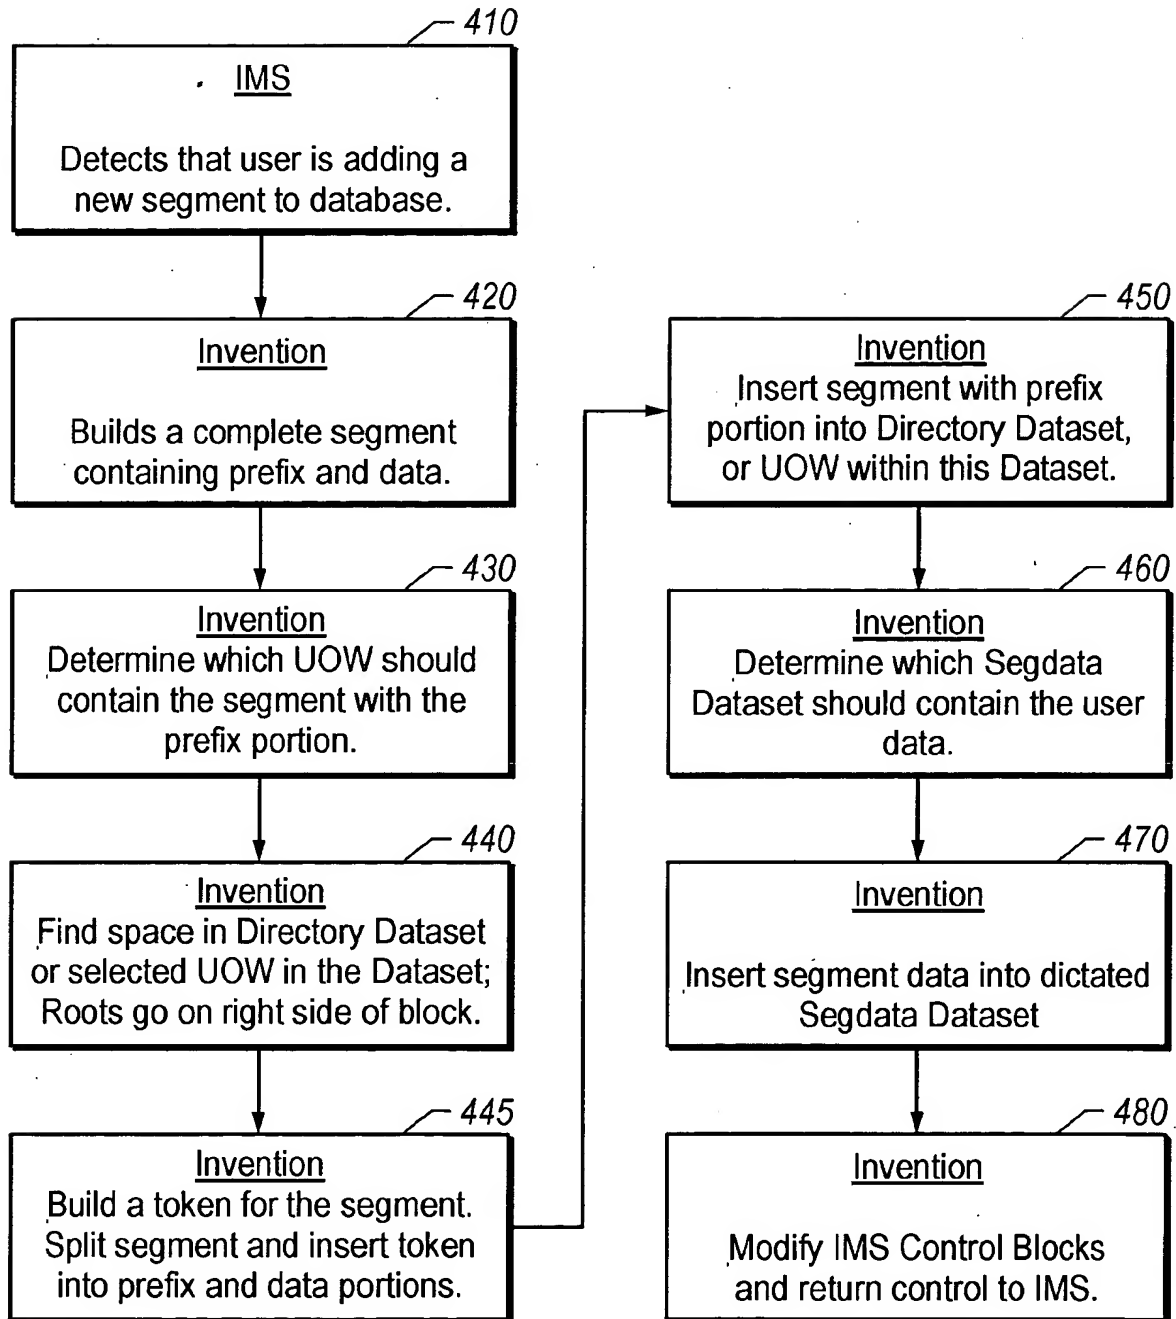 410
IMS
Detects that user is adding a
new segment to database.
420
Invention
Builds a complete segment
containing prefix and data.
430
Invention
Determine which UOW should
contain the segment with the
prefix portion.
440
Invention
Find space in Directory Dataset
or selected UOW in the Dataset;
Roots go on right side of block.
445
Invention
Build a token for the segment.
Split segment and insert token
into prefix and data portions.
450
Invention
Insert segment with prefix
portion into Directory Dataset,
or UOW within this Dataset.
460
Invention
Determine which Segdata
Dataset should contain the user
data.
470
Invention
Insert segment data into dictated
Segdata Dataset
480
Invention
Modify IMS Control Blocks
and return control to IMS.